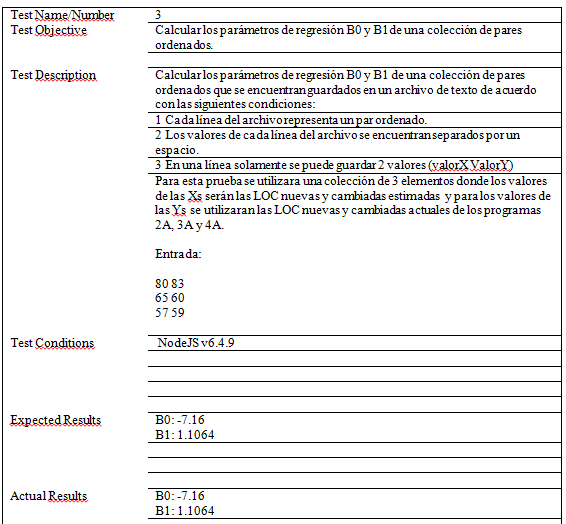 Test Name/Number 3
Test Objective Calcular los parámetros de regresión B0 y B1 de una colección de pares
ordenados.
Test Description Calcular los parámetros de regresión B0 y B1 de una colección de pares
ordenados que se encuentran guardados en un archivo de texto de acuerdo
con las siguientes condiciones:
1 Cada línea del archivo representa un par ordenado.
2 Los valores de cada línea del archivo se encuentran separados por un
espacio.
3 En una línea solamente se puede guardar 2 valores (valorX ValorY)
Para esta prueba se utilizara una colección de 3 elementos donde los valores
de las Xs serán las LOC nuevas y cambiadas estimadas y para los valores de
las Ys se utilizaran las LOC nuevas y cambiadas actuales de los programas
2A, 3A y 4A.
Entrada:
80 83
65 60
57 59
Test Conditions NodeJS v6.4.9
Expected Results B0: -7.16
B1: 1.1064
Actual Results B0: -7.16
B1: 1.1064